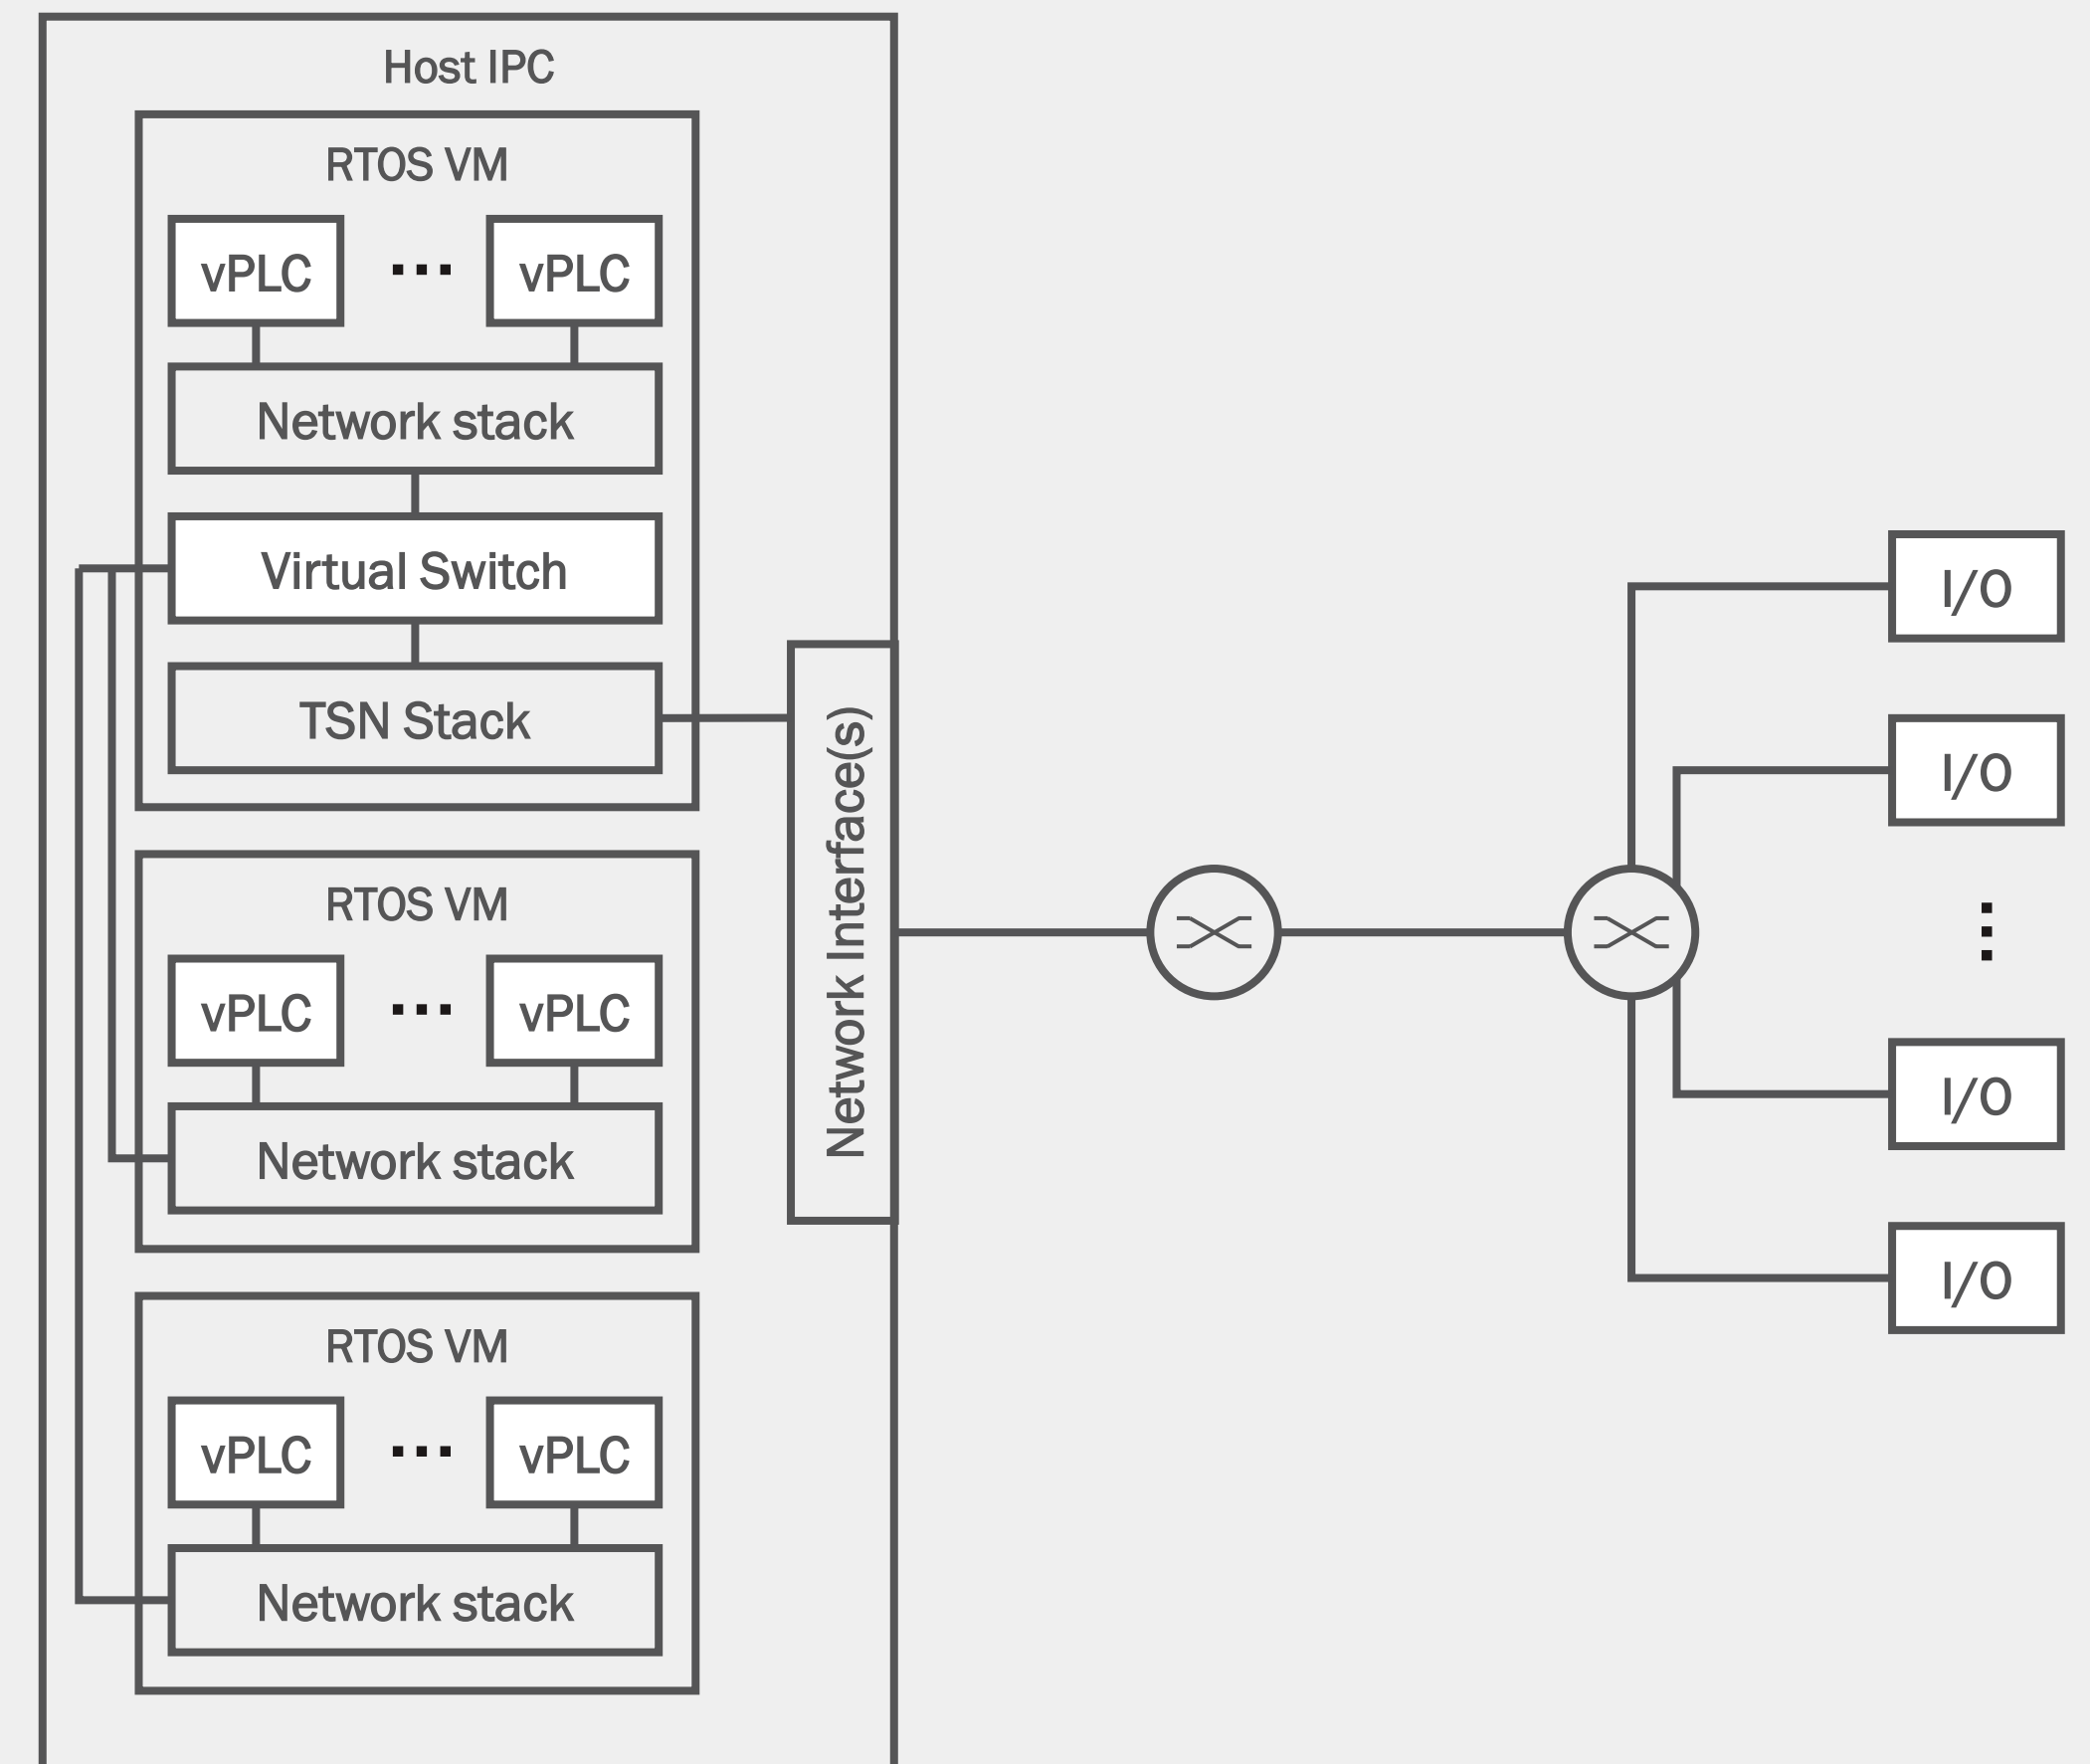 Host IPC
RTOS VM
vPLC ... vPLC
Network stack
Virtual Switch
TSN Stack
RTOS VM
vPLC ... vPLC
Network stack
RTOS VM
vPLC ... vPLC
Network stack
Network Interface(s)
I/O
I/O
...
I/O
I/O